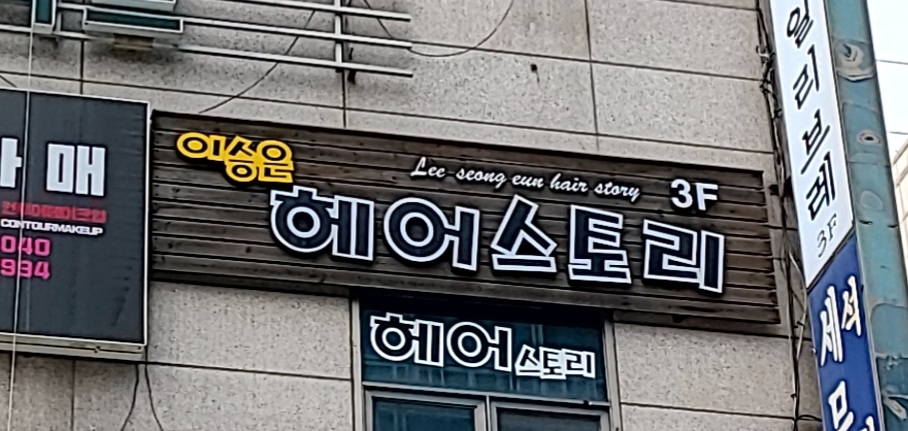 매
CONTOURMAKEUP
040
934
이승은
Lee seong eun hair story
3F
헤어스토리
헤어스토리
일리브레
3F
세석